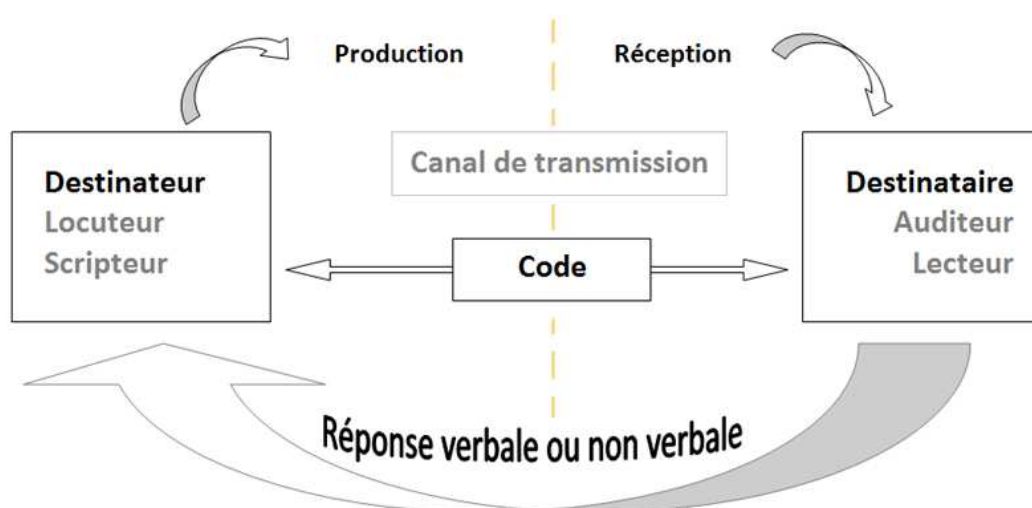 Production
Réception
Canal de transmission
Destinateur
Locuteur
Scripteur
Code
Destinataire
Auditeur
Lecteur
Réponse verbale ou non verbale